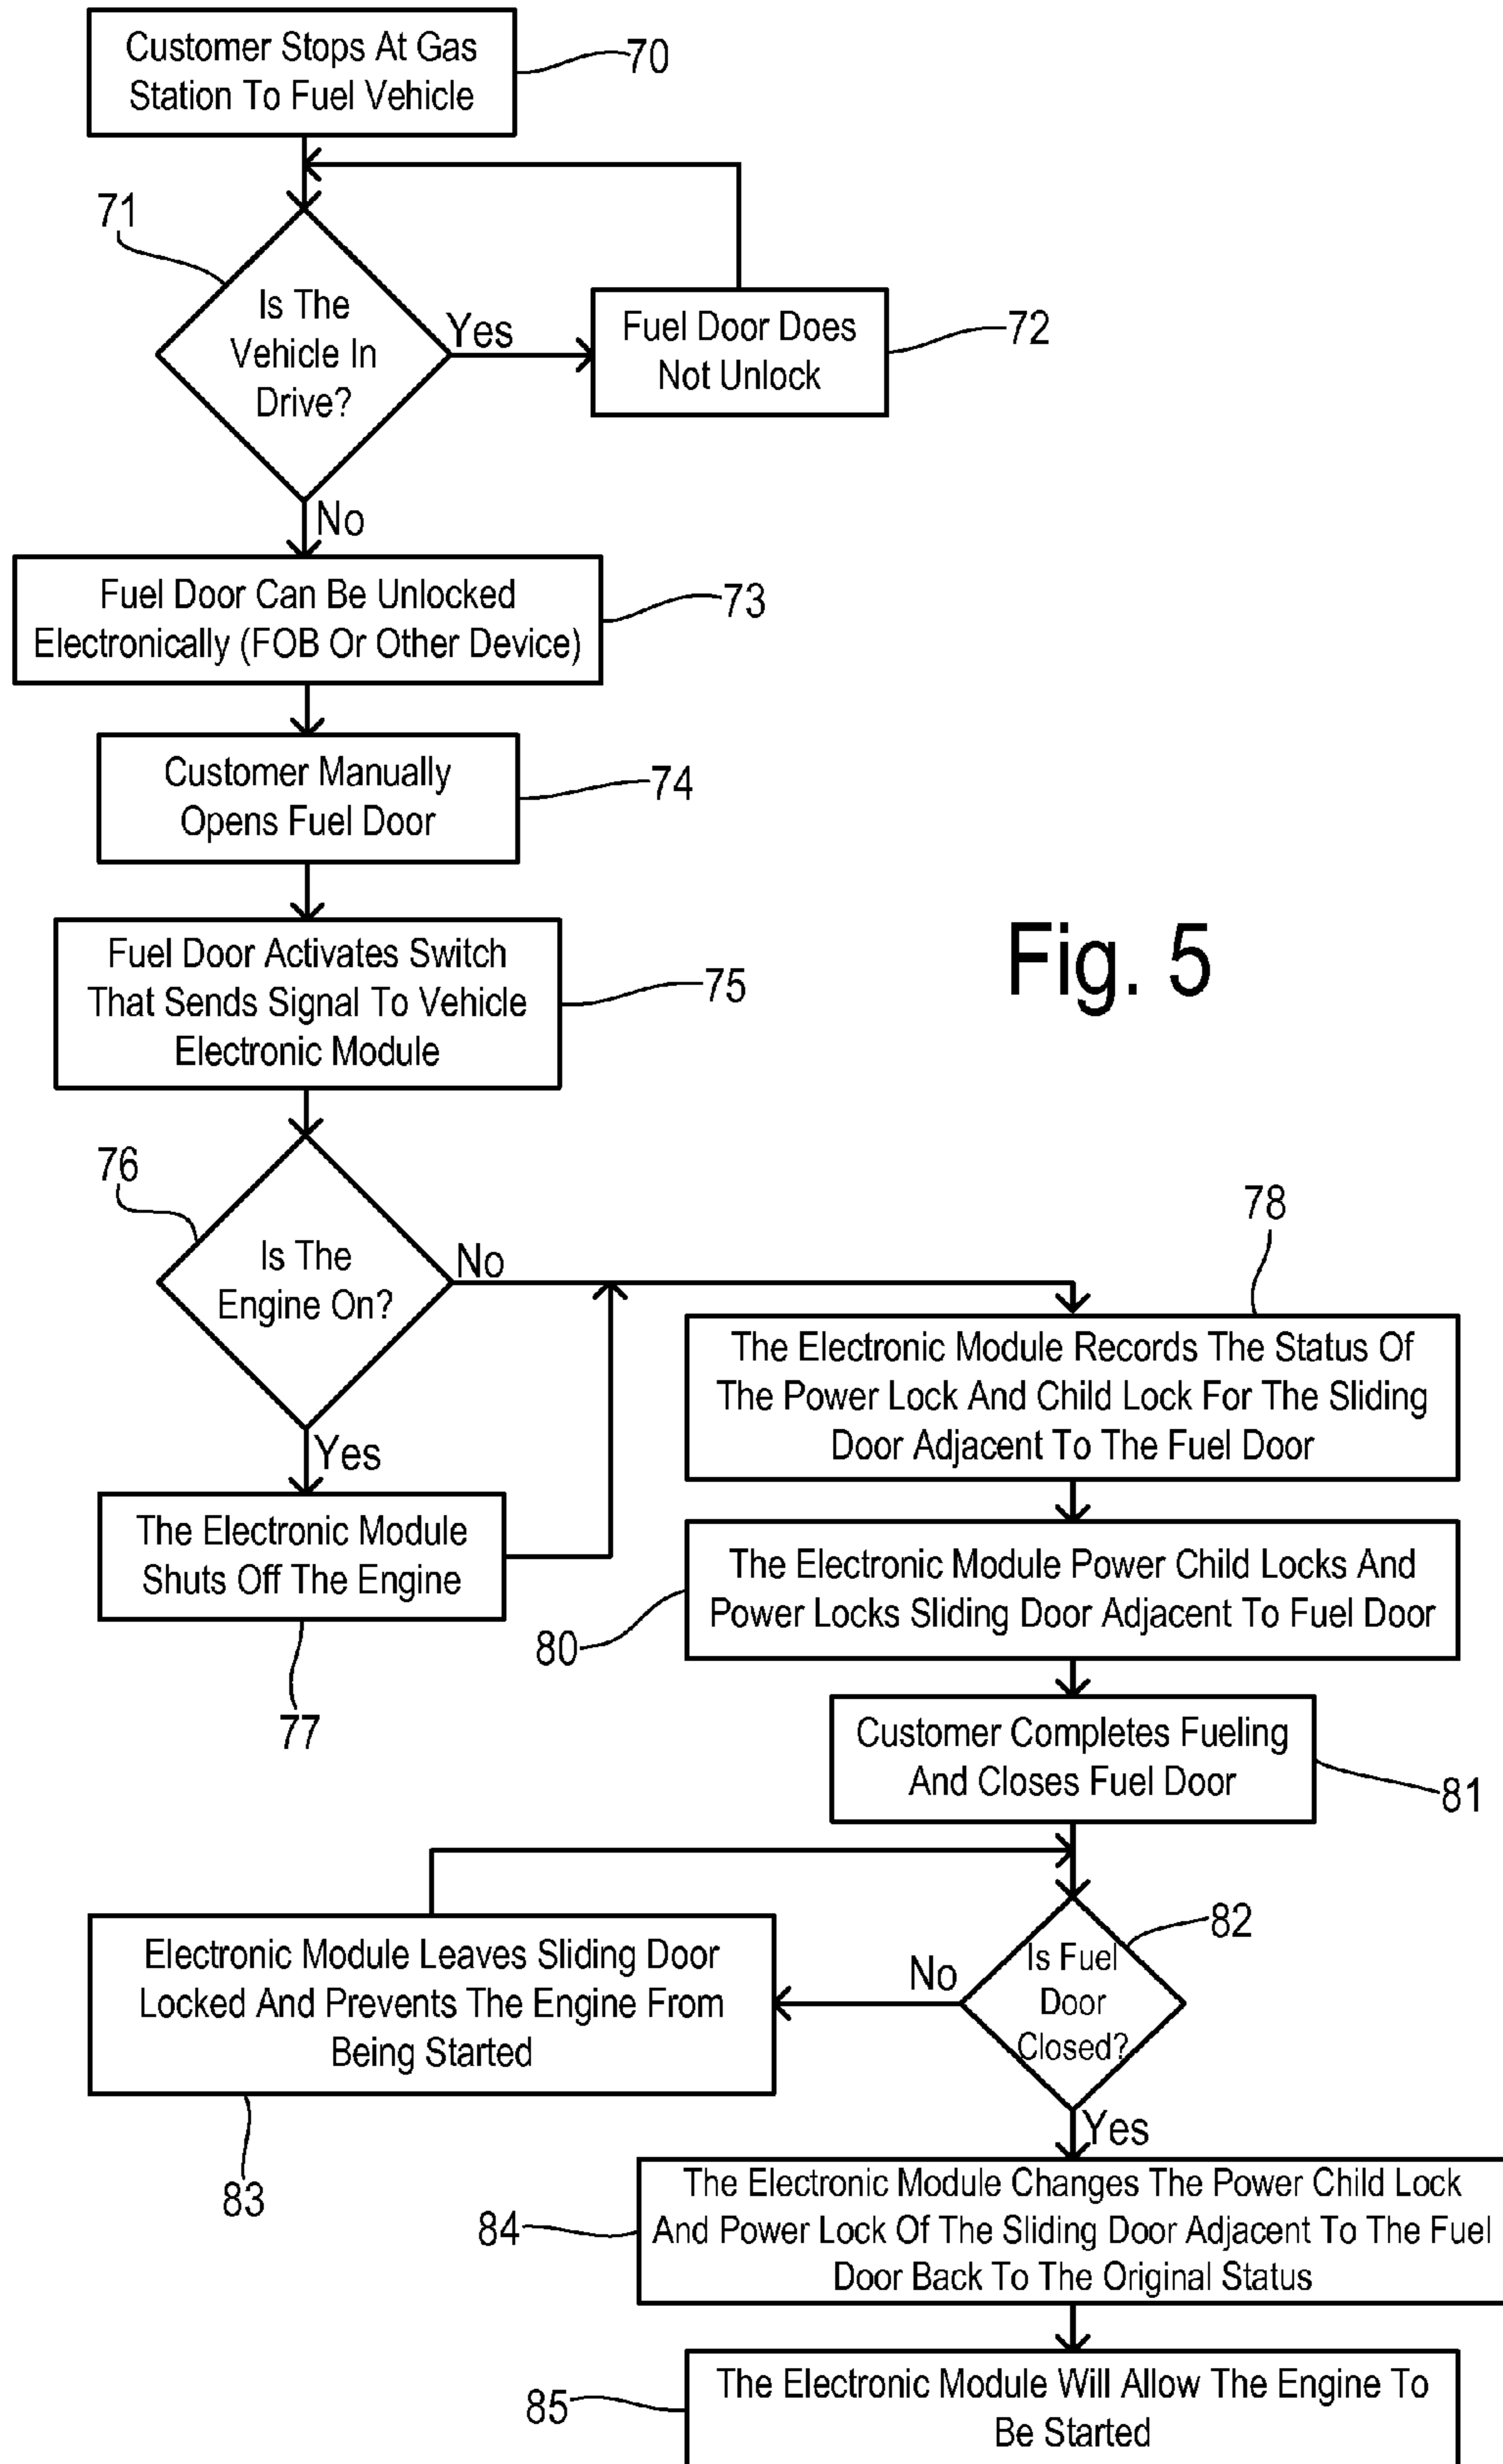 Customer Stops At Gas
Station To Fuel Vehicle
70
71
Is The
Vehicle In
Drive?
Yes
Fuel Door Does
Not Unlock
72
No
Fuel Door Can Be Unlocked
Electronically (FOB Or Other Device)
73
Customer Manually
Opens Fuel Door
74
Fuel Door Activates Switch
That Sends Signal To Vehicle
Electronic Module
75
Fig. 5
76
Is The
Engine On?
No
Yes
The Electronic Module
Shuts Off The Engine
77
78
The Electronic Module Records The Status Of
The Power Lock And Child Lock For The Sliding
Door Adjacent To The Fuel Door
The Electronic Module Power Child Locks And
Power Locks Sliding Door Adjacent To Fuel Door
80
Customer Completes Fueling
And Closes Fuel Door
81
82
Is Fuel
Door
Closed?
No
Electronic Module Leaves Sliding Door
Locked And Prevents The Engine From
Being Started
83
Yes
The Electronic Module Changes The Power Child Lock
And Power Lock Of The Sliding Door Adjacent To The Fuel
Door Back To The Original Status
84
The Electronic Module Will Allow The Engine To
Be Started
85